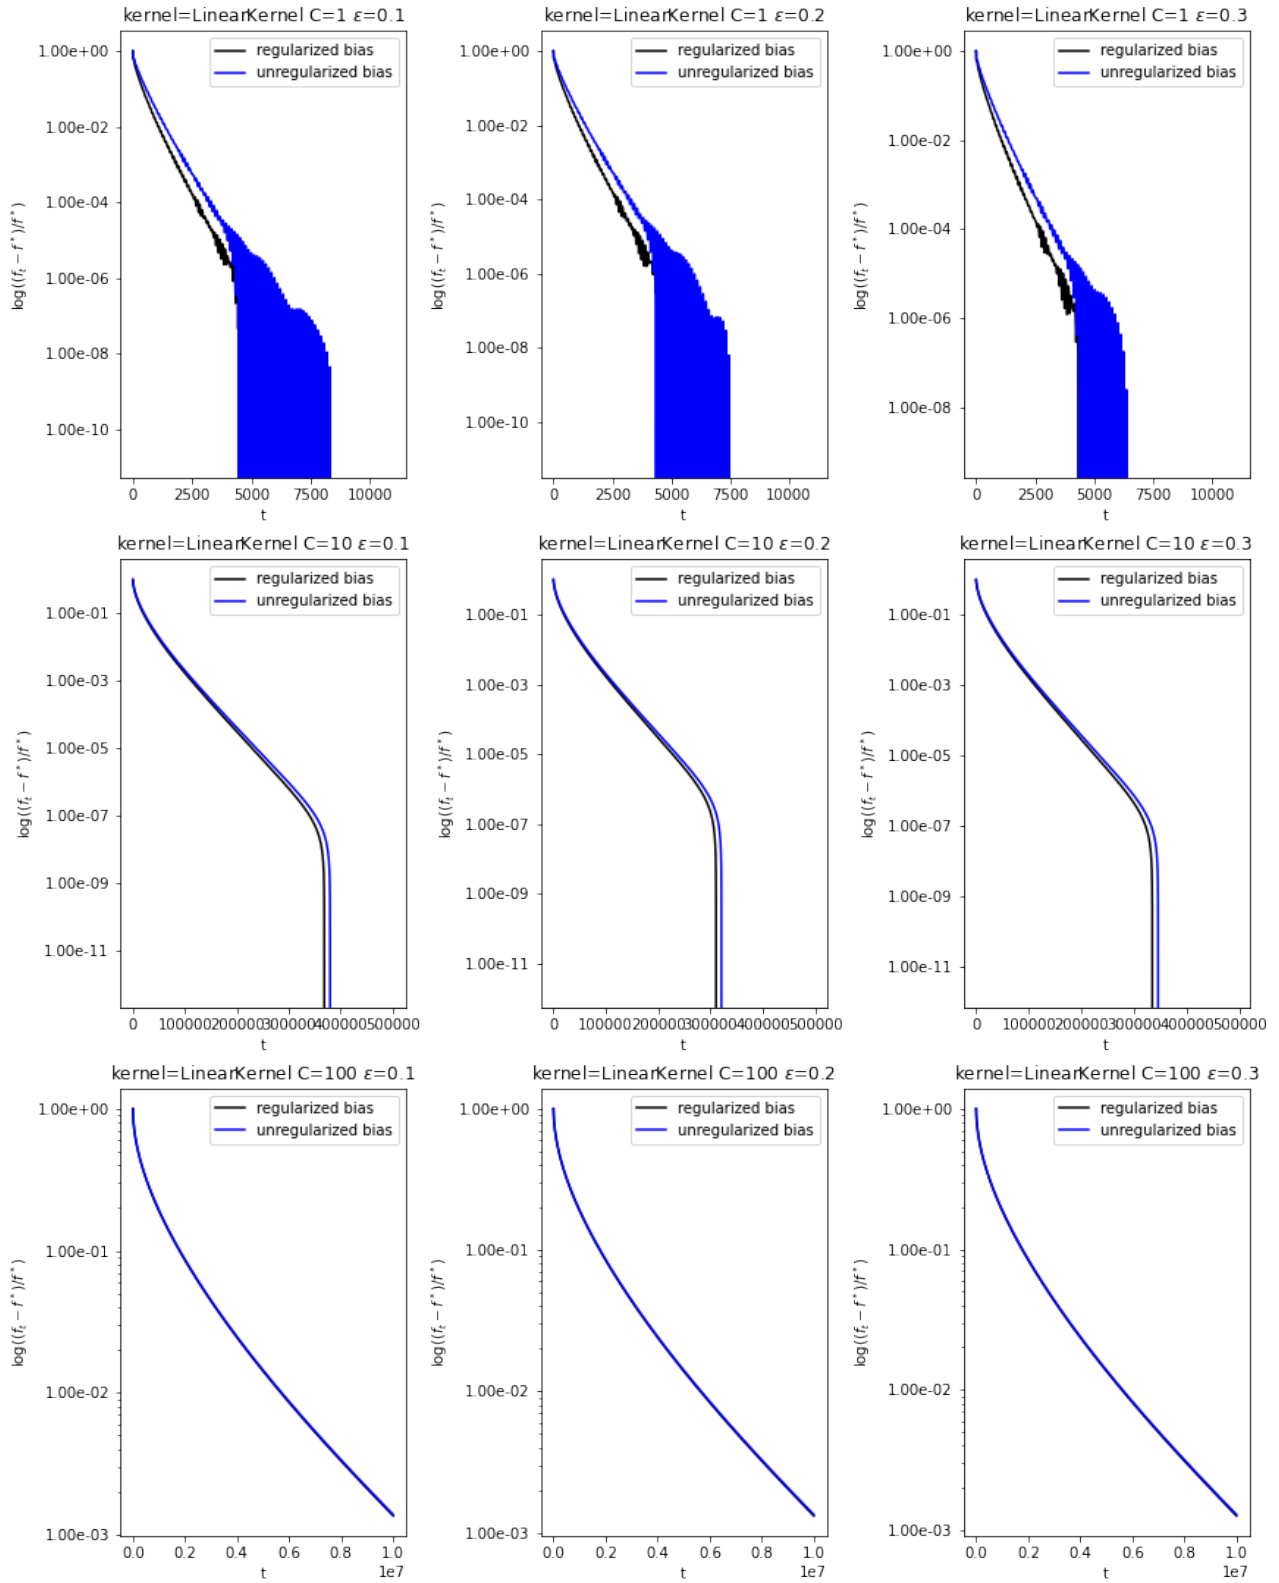 kernel=LinearKernel C=1 ε=0.1
kernel=LinearKernel C=1 ε=0.2
kernel=LinearKernel C=1 ε=0.3
regularized bias
unregularized bias
regularized bias
unregularized bias
regularized bias
unregularized bias
log((f_t − f*)/f*)
1.00e+00
1.00e-02
1.00e-04
1.00e-06
1.00e-08
1.00e-10
0 2500 5000 7500 10000
t
log((f_t − f*)/f*)
1.00e+00
1.00e-02
1.00e-04
1.00e-06
1.00e-08
1.00e-10
0 2500 5000 7500 10000
t
log((f_t − f*)/f*)
1.00e+00
1.00e-02
1.00e-04
1.00e-06
1.00e-08
0 2500 5000 7500 10000
t
kernel=LinearKernel C=10 ε=0.1
kernel=LinearKernel C=10 ε=0.2
kernel=LinearKernel C=10 ε=0.3
regularized bias
unregularized bias
regularized bias
unregularized bias
regularized bias
unregularized bias
log((f_t − f*)/f*)
1.00e-01
1.00e-03
1.00e-05
1.00e-07
1.00e-09
1.00e-11
0 100000 200000 300000 400000 500000
t
log((f_t − f*)/f*)
1.00e-01
1.00e-03
1.00e-05
1.00e-07
1.00e-09
1.00e-11
0 100000 200000 300000 400000 500000
t
log((f_t − f*)/f*)
1.00e-01
1.00e-03
1.00e-05
1.00e-07
1.00e-09
1.00e-11
0 100000 200000 300000 400000 500000
t
kernel=LinearKernel C=100 ε=0.1
kernel=LinearKernel C=100 ε=0.2
kernel=LinearKernel C=100 ε=0.3
regularized bias
unregularized bias
regularized bias
unregularized bias
regularized bias
unregularized bias
log((f_t − f*)/f*)
1.00e+00
1.00e-01
1.00e-02
1.00e-03
0.0 0.2 0.4 0.6 0.8 1.0
t
1e7
log((f_t − f*)/f*)
1.00e+00
1.00e-01
1.00e-02
1.00e-03
0.0 0.2 0.4 0.6 0.8 1.0
t
1e7
log((f_t − f*)/f*)
1.00e+00
1.00e-01
1.00e-02
1.00e-03
0.0 0.2 0.4 0.6 0.8 1.0
t
1e7